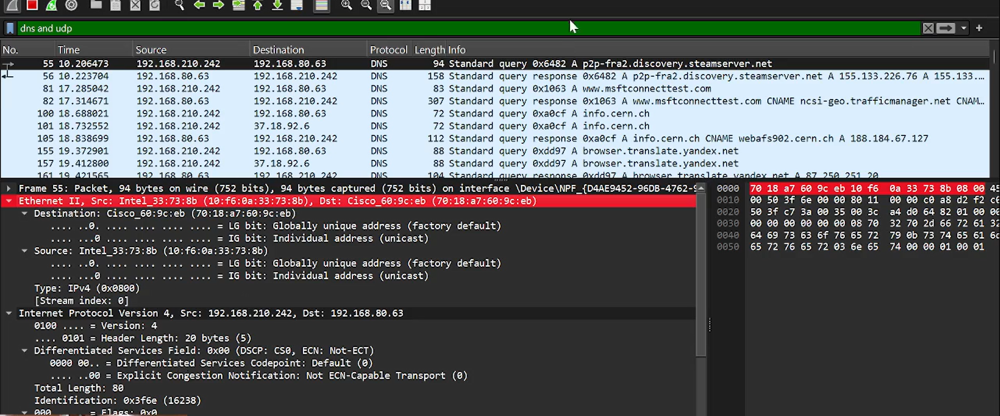 dns and udp
No. Time Source Destination Protocol Length Info
55 10.206473 192.168.210.242 192.168.80.63 DNS 94 Standard query 0x6482 A p2p-fra2.discovery.steamserver.net
56 10.223704 192.168.80.63 192.168.210.242 DNS 158 Standard query response 0x6482 A p2p-fra2.discovery.steamserver.net A 155.133.226.76 A 155.133.…
81 17.285042 192.168.210.242 192.168.80.63 DNS 83 Standard query 0x1063 A www.msftconnecttest.com
82 17.314671 192.168.80.63 192.168.210.242 DNS 307 Standard query response 0x1063 A www.msftconnecttest.com CNAME ncsi-geo.trafficmanager.net CNAM…
100 18.688021 192.168.210.242 192.168.80.63 DNS 72 Standard query 0xa0cf A info.cern.ch
101 18.732552 192.168.210.242 37.18.92.6 DNS 72 Standard query 0xa0cf A info.cern.ch
105 18.838699 192.168.80.63 192.168.210.242 DNS 112 Standard query response 0xa0cf A info.cern.ch CNAME webafs902.cern.ch A 188.184.67.127
155 19.372901 192.168.210.242 192.168.80.63 DNS 88 Standard query 0xdd97 A browser.translate.yandex.net
157 19.412800 192.168.210.242 37.18.92.6 DNS 88 Standard query 0xdd97 A browser.translate.yandex.net
161 19.421565 192.168.80.63 192.168.210.242 DNS 104 Standard query response 0xdd97 A browser.translate.yandex.net A 87.250.251.20
Frame 55: Packet, 94 bytes on wire (752 bits), 94 bytes captured (752 bits) on interface \Device\NPF_{D4AE9452-96DB-4762-9
Ethernet II, Src: Intel_33:73:8b (10:f6:0a:33:73:8b), Dst: Cisco_60:9c:eb (70:18:a7:60:9c:eb)
Destination: Cisco_60:9c:eb (70:18:a7:60:9c:eb)
.... ..0. .... .... .... .... = LG bit: Globally unique address (factory default)
.... ...0 .... .... .... .... = IG bit: Individual address (unicast)
Source: Intel_33:73:8b (10:f6:0a:33:73:8b)
.... ..0. .... .... .... .... = LG bit: Globally unique address (factory default)
.... ...0 .... .... .... .... = IG bit: Individual address (unicast)
Type: IPv4 (0x0800)
[Stream index: 0]
Internet Protocol Version 4, Src: 192.168.210.242, Dst: 192.168.80.63
0100 .... = Version: 4
.... 0101 = Header Length: 20 bytes (5)
Differentiated Services Field: 0x00 (DSCP: CS0, ECN: Not-ECT)
0000 00.. = Differentiated Services Codepoint: Default (0)
.... ..00 = Explicit Congestion Notification: Not ECN-Capable Transport (0)
Total Length: 80
Identification: 0x3f6e (16238)
000. .... = Flags: 0x0
0000 70 18 a7 60 9c eb 10 f6 0a 33 73 8b 08 00 45
0010 00 50 3f 6e 00 00 80 11 00 00 c0 a8 d2 f2 c0
0020 50 3f c7 3a 00 35 00 3c a4 d0 64 82 01 00 00
0030 00 00 00 00 00 00 08 70 32 70 2d 66 72 61 32
0040 64 69 73 63 6f 76 65 72 79 0b 73 74 65 61 6d
0050 65 72 76 65 72 03 6e 65 74 00 00 01 00 01